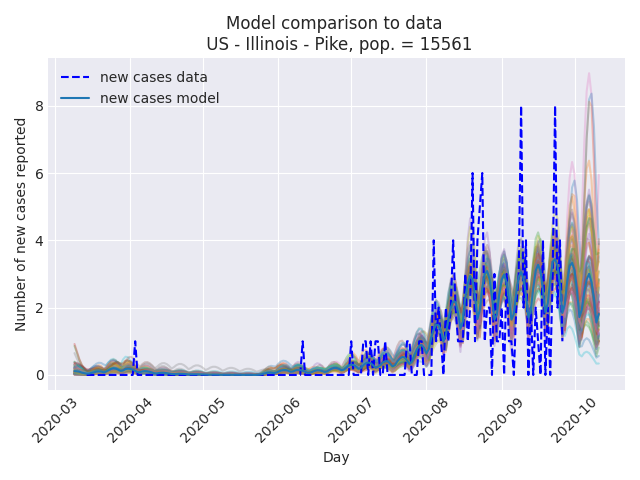 Model comparison to data
US - Illinois - Pike, pop. = 15561
new cases data
new cases model
Number of new cases reported
8
6
4
2
0
2020-03
2020-04
2020-05
2020-06
2020-07
2020-08
2020-09
2020-10
Day